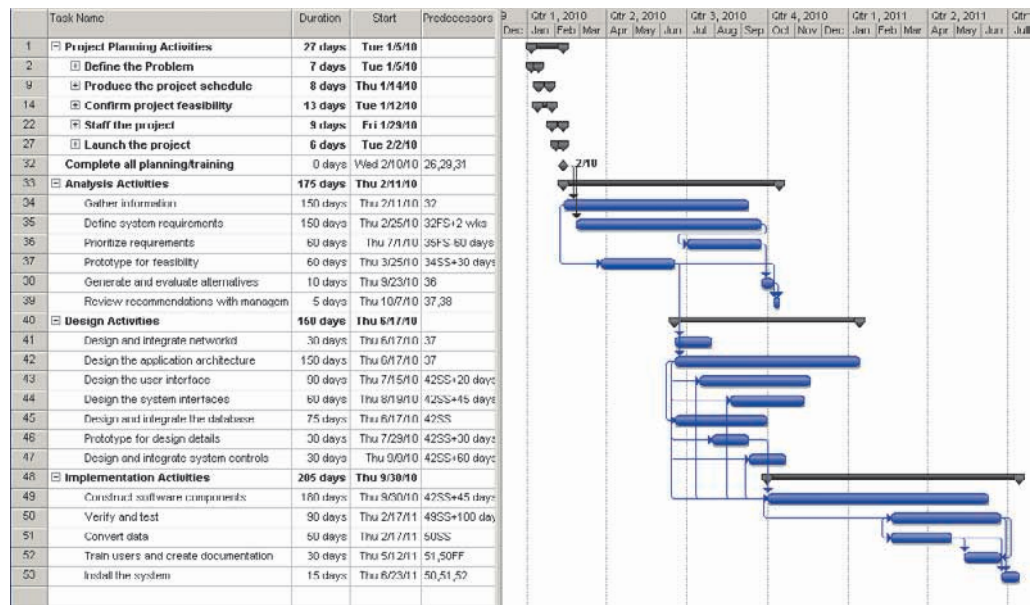 Task Name Duration Start Predecessors 9 Qtr 1, 2010 Qtr 2, 2010 Qtr 3, 2010 Qtr 4, 2010 Qtr 1, 2011 Qtr 2, 2011 Qtr
Dec Jan Feb Mar Apr May Jun Jul Aug Sep Oct Nov Dec Jan Feb Mar Apr May Jun Jul
1 Project Planning Activities 27 days Tue 1/5/10
2 Define the Problem 7 days Tue 1/5/10
9 Produce the project schedule 8 days Thu 1/14/10
14 Confirm project feasibility 13 days Tue 1/12/10
22 Staff the project 9 days Fri 1/29/10
27 Launch the project 6 days Tue 2/2/10
32 Complete all planning/training 0 days Wed 2/10/10 26,29,31 2/10
33 Analysis Activities 175 days Thu 2/11/10
34 Gather information 150 days Thu 2/11/10 32
35 Define system requirements 150 days Thu 2/25/10 32FS+2 wks
36 Prioritize requirements 60 days Thu 7/1/10 35FS-60 days
37 Prototype for feasibility 60 days Thu 3/25/10 34SS+30 days
38 Generate and evaluate alternatives 10 days Thu 9/23/10 36
39 Review recommendations with managem 5 days Thu 10/7/10 37,38
40 Design Activities 160 days Thu 6/17/10
41 Design and integrate networkd 30 days Thu 6/17/10 37
42 Design the application architecture 150 days Thu 6/17/10 37
43 Design the user interface 90 days Thu 7/15/10 42SS+20 days
44 Design the system interfaces 60 days Thu 8/19/10 42SS+45 days
45 Design and integrate the database 75 days Thu 6/17/10 42SS
46 Prototype for design details 30 days Thu 7/29/10 42SS+30 days
47 Design and integrate system controls 30 days Thu 9/9/10 42SS+60 days
48 Implementation Activities 205 days Thu 9/30/10
49 Construct software components 180 days Thu 9/30/10 42SS+45 days
50 Verify and test 90 days Thu 2/17/11 49SS+100 day
51 Convert data 60 days Thu 2/17/11 50SS
52 Train users and create documentation 30 days Thu 5/12/11 51,50FF
53 Install the system 15 days Thu 6/23/11 50,51,52